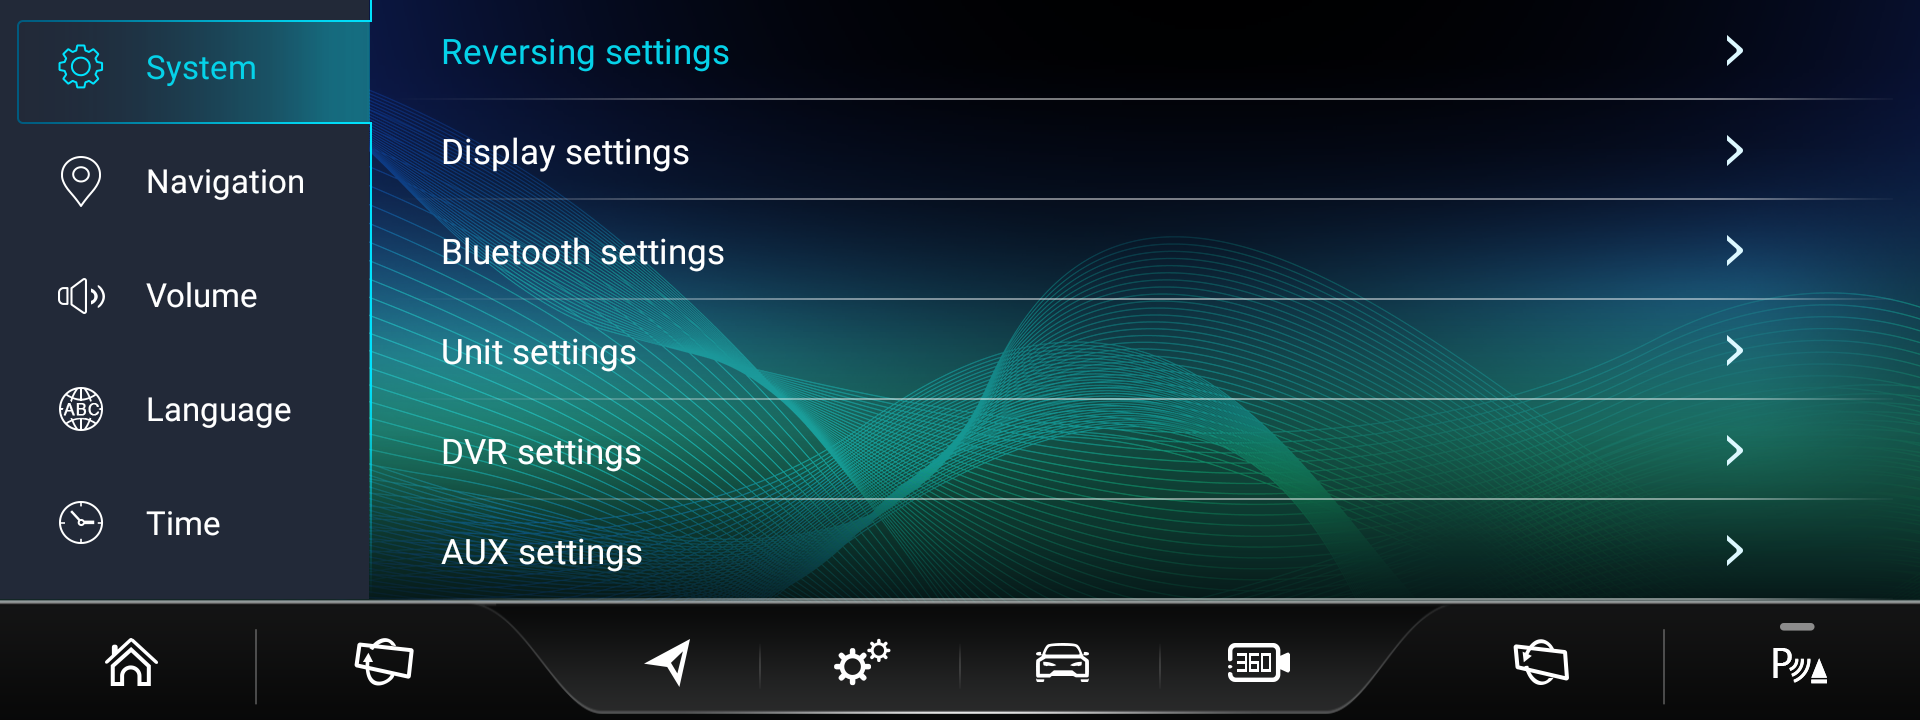 System
Navigation
Volume
ABC
Language
Time
Reversing settings
Display settings
Bluetooth settings
Unit settings
DVR settings
AUX settings
360
P